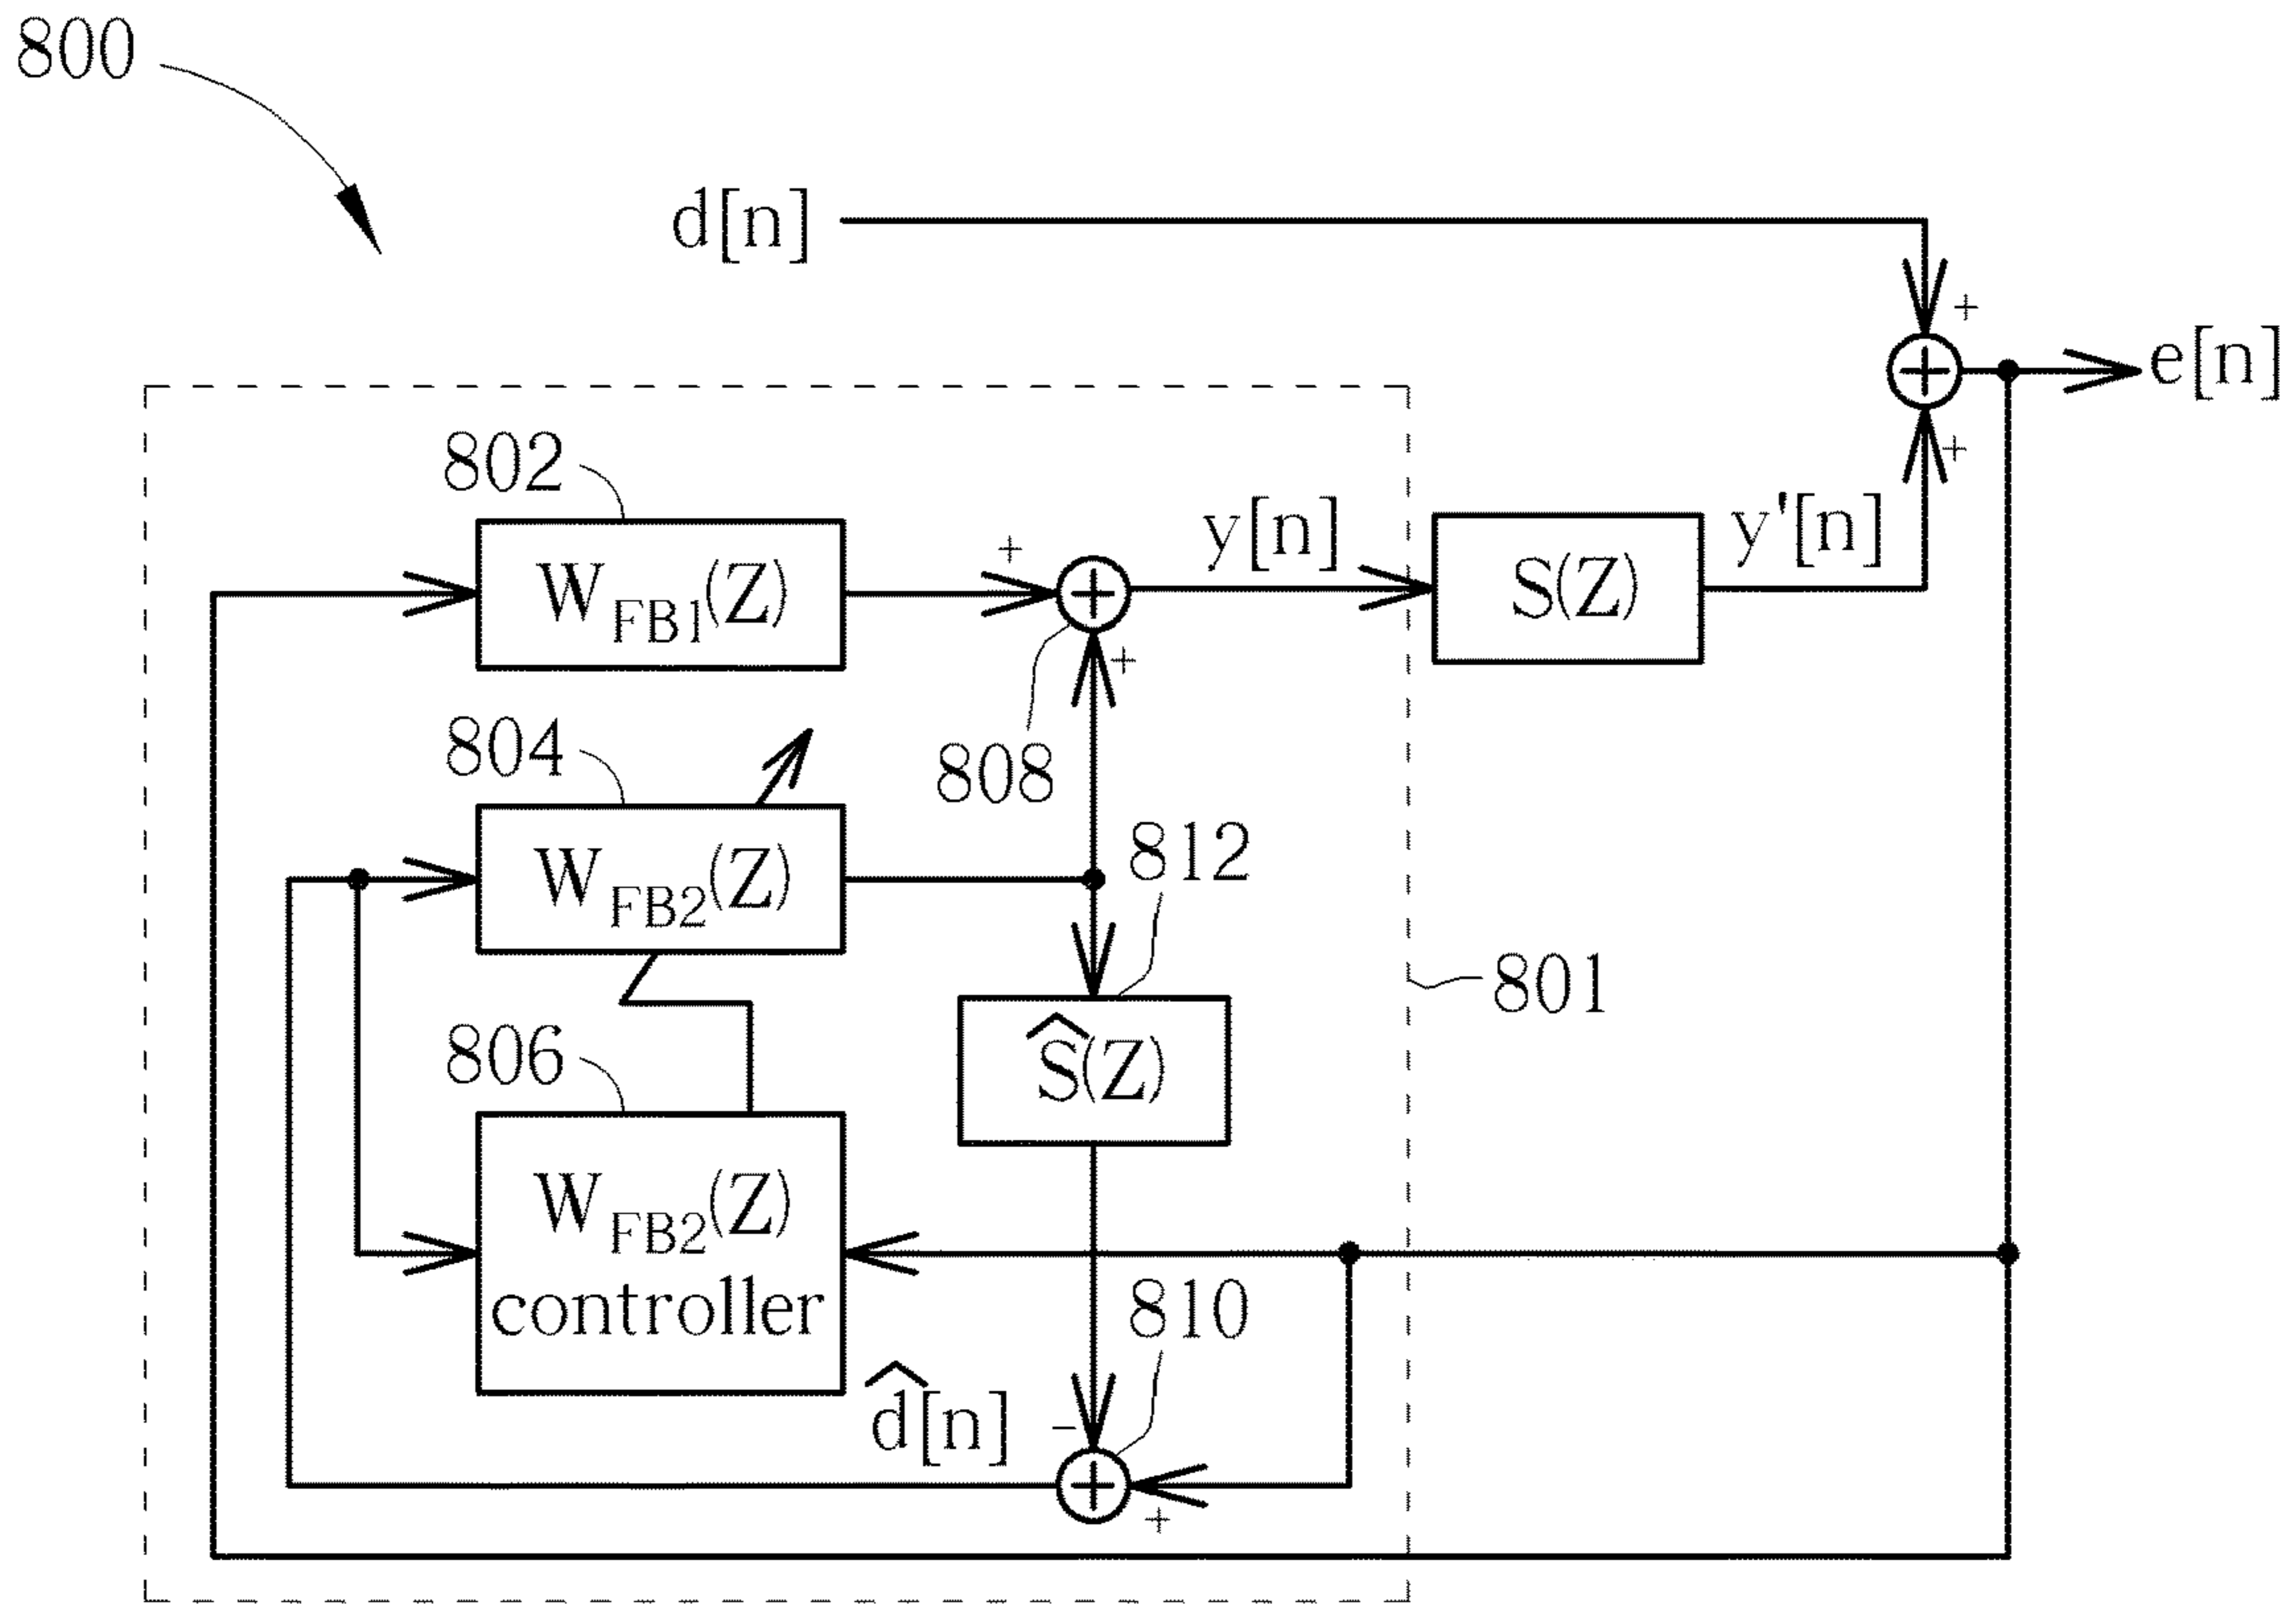 800
d[n]
+
e[n]
+
802
W_FB1(Z)
+
y[n]
S(Z)
y'[n]
+
808
804
W_FB2(Z)
812
Ŝ(Z)
801
806
W_FB2(Z)
controller
810
d̂[n]
-
+